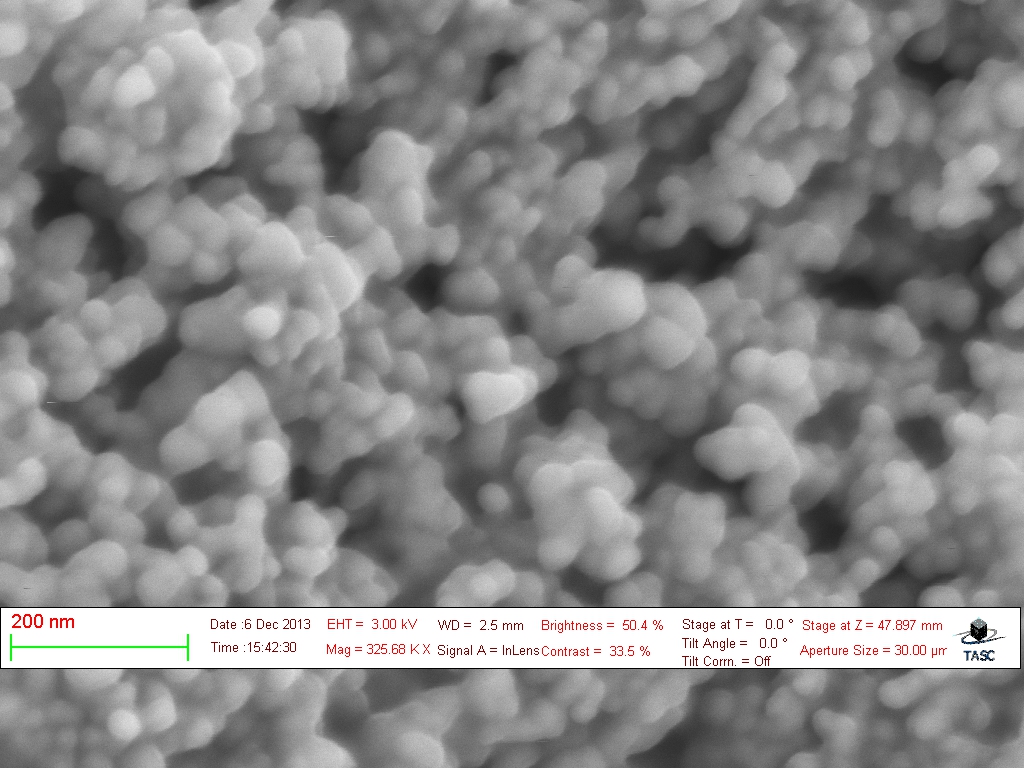 200 nm
Date :6 Dec 2013 EHT = 3.00 kV WD = 2.5 mm Brightness = 50.4 % Stage at T = 0.0 ° Stage at Z = 47.897 mm
Time :15:42:30 Mag = 325.68 K X Signal A = InLens Contrast = 33.5 % Tilt Angle = 0.0 ° Aperture Size = 30.00 µm
Tilt Corrn. = Off
TASC